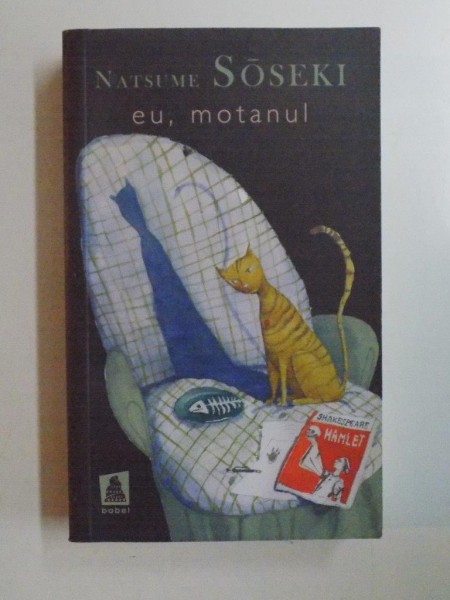 NATSUME SŌSEKI
eu, motanul
SHAKESPEARE
HAMLET
babel